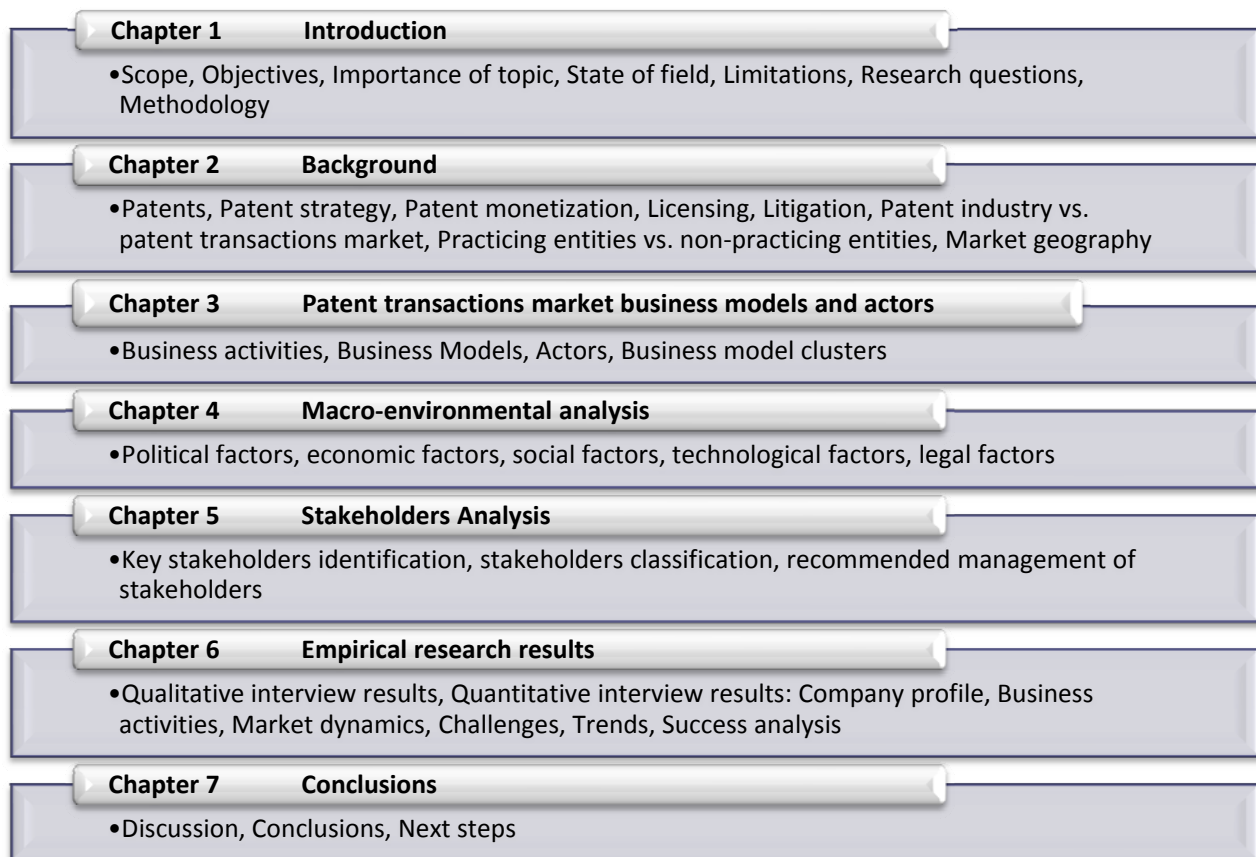 Chapter 1 Introduction
•Scope, Objectives, Importance of topic, State of field, Limitations, Research questions,
Methodology
Chapter 2 Background
•Patents, Patent strategy, Patent monetization, Licensing, Litigation, Patent industry vs.
patent transactions market, Practicing entities vs. non-practicing entities, Market geography
Chapter 3 Patent transactions market business models and actors
•Business activities, Business Models, Actors, Business model clusters
Chapter 4 Macro-environmental analysis
•Political factors, economic factors, social factors, technological factors, legal factors
Chapter 5 Stakeholders Analysis
•Key stakeholders identification, stakeholders classification, recommended management of
stakeholders
Chapter 6 Empirical research results
•Qualitative interview results, Quantitative interview results: Company profile, Business
activities, Market dynamics, Challenges, Trends, Success analysis
Chapter 7 Conclusions
•Discussion, Conclusions, Next steps